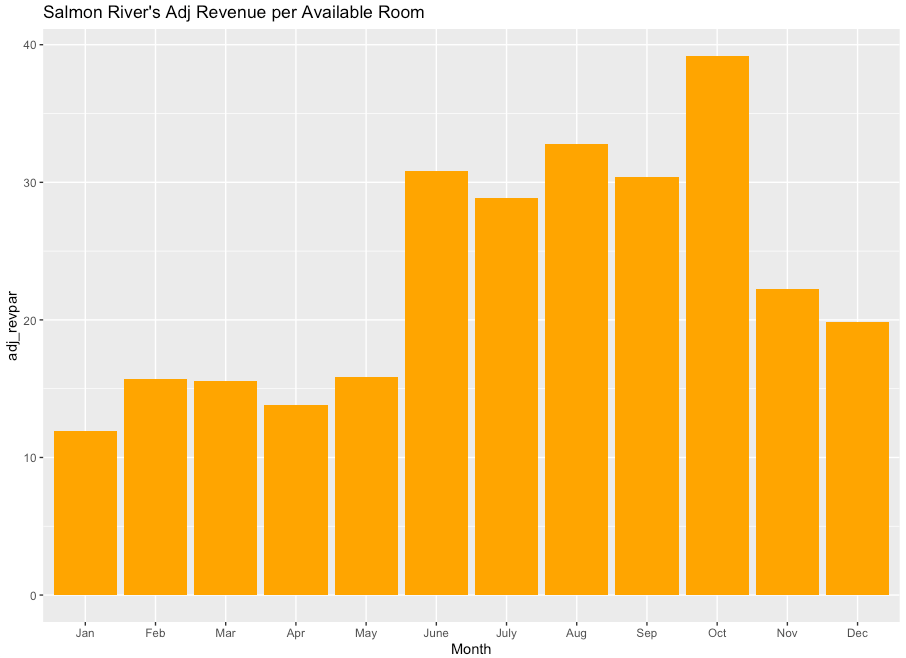 Salmon River's Adj Revenue per Available Room
adj_revpar
40
30
20
10
0
Jan Feb Mar Apr May June July Aug Sep Oct Nov Dec
Month